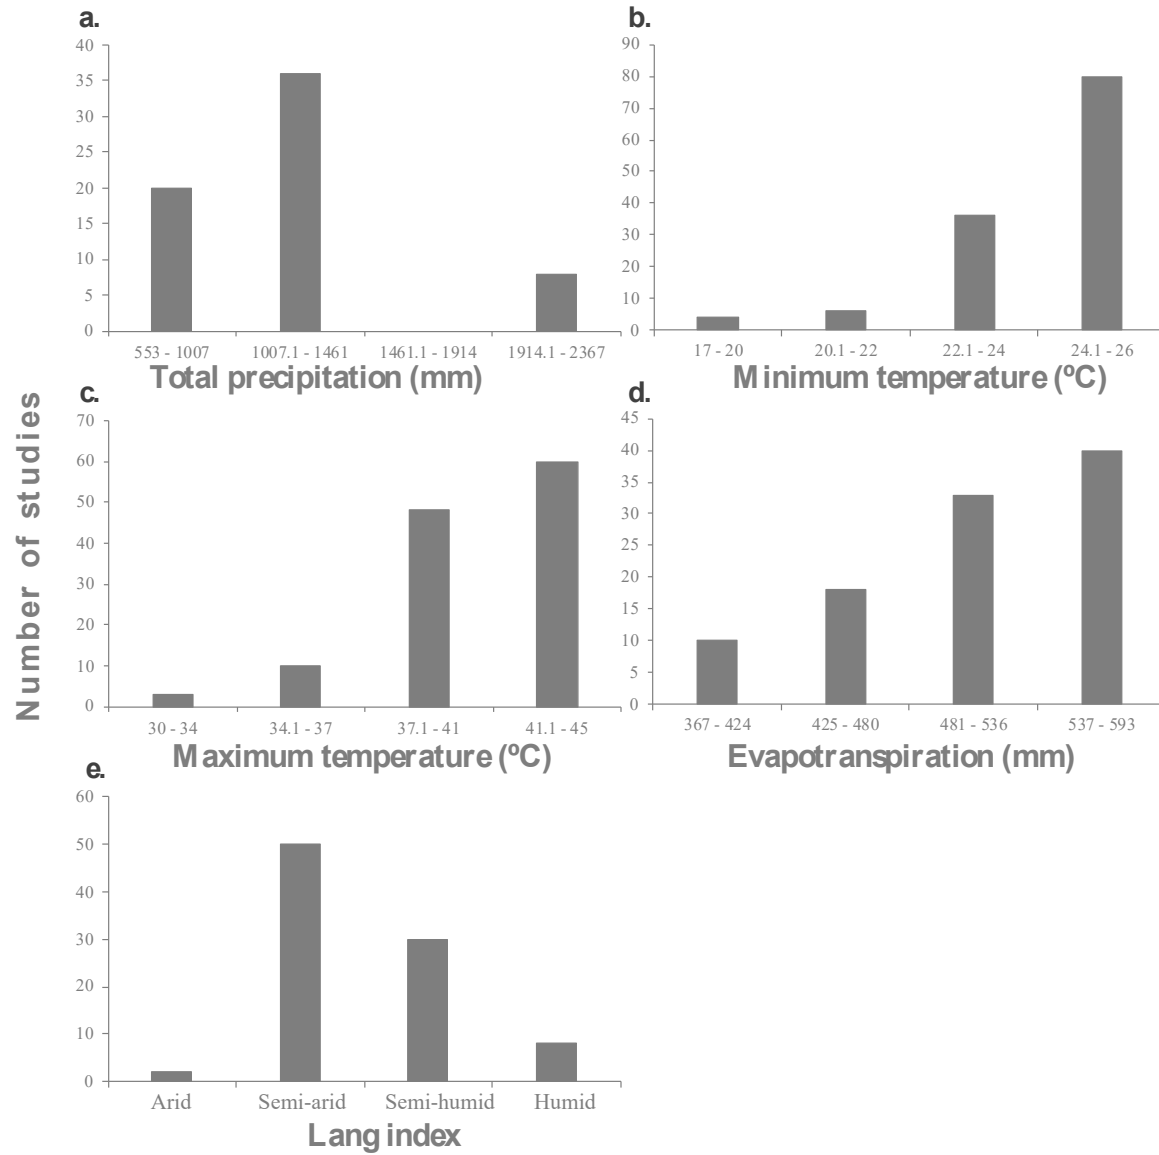 a.
40
35
30
25
20
15
10
5
0
553 - 1007 1007.1 - 1461 1461.1 - 1914 1914.1 - 2367
Total precipitation (mm)
b.
90
80
70
60
50
40
30
20
10
0
17 - 20 20.1 - 22 22.1 - 24 24.1 - 26
Minimum temperature (ºC)
Number of studies
c.
70
60
50
40
30
20
10
0
30 - 34 34.1 - 37 37.1 - 41 41.1 - 45
Maximum temperature (ºC)
d.
45
40
35
30
25
20
15
10
5
0
367 - 424 425 - 480 481 - 536 537 - 593
Evapotranspiration (mm)
e.
60
50
40
30
20
10
0
Arid Semi-arid Semi-humid Humid
Lang index